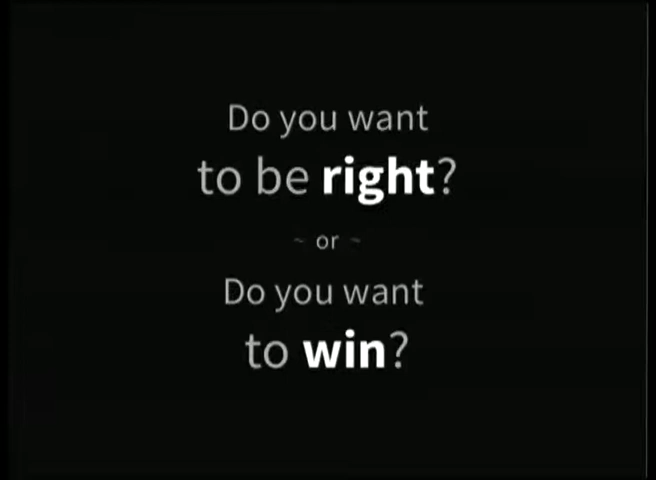 Do you want
to be right?
~ or ~
Do you want
to win?